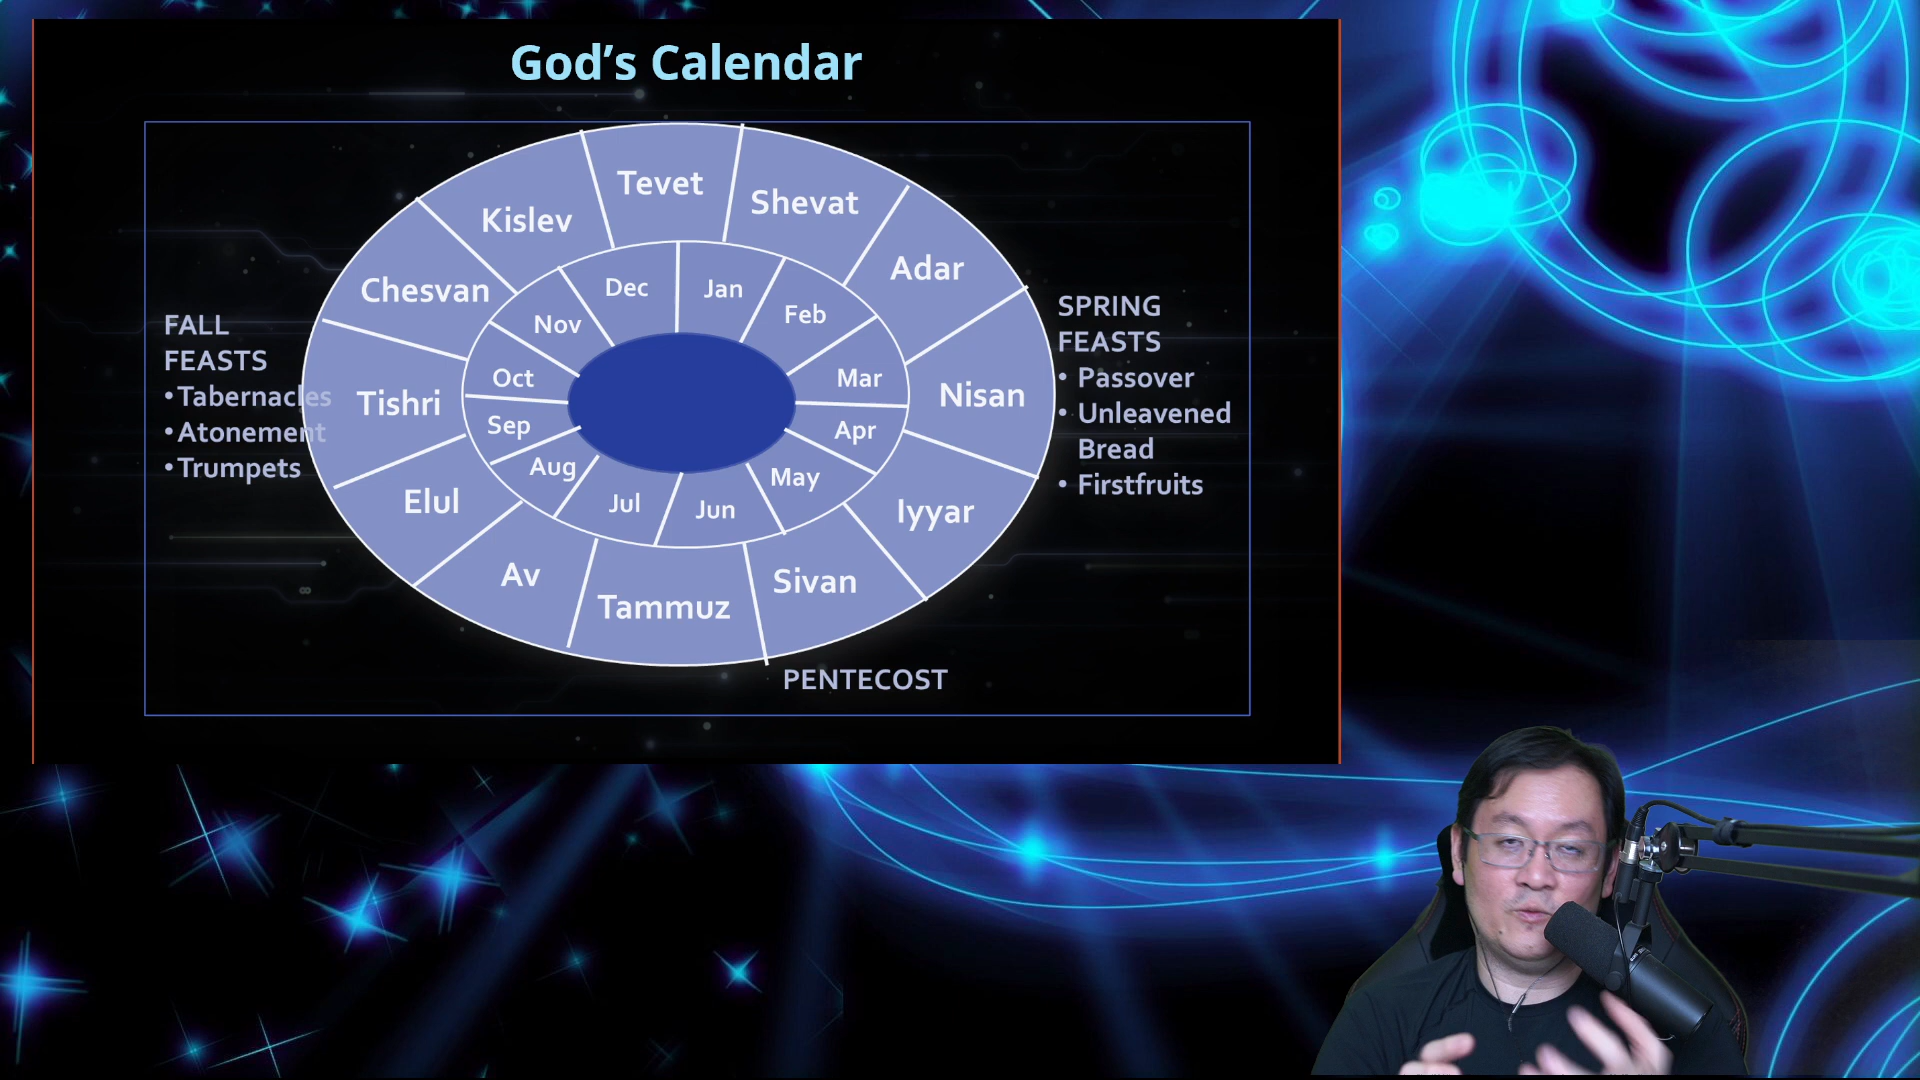 God's Calendar
Tevet
Shevat
Kislev
Adar
Chesvan
Dec
Jan
Nov
Feb
FALL
FEASTS
•Tabernacles
•Atonement
•Trumpets
SPRING
FEASTS
• Passover
• Unleavened
Bread
• Firstfruits
Oct
Mar
Tishri
Nisan
Sep
Apr
Aug
May
Elul
Jul
Jun
Iyyar
Av
Sivan
Tammuz
PENTECOST